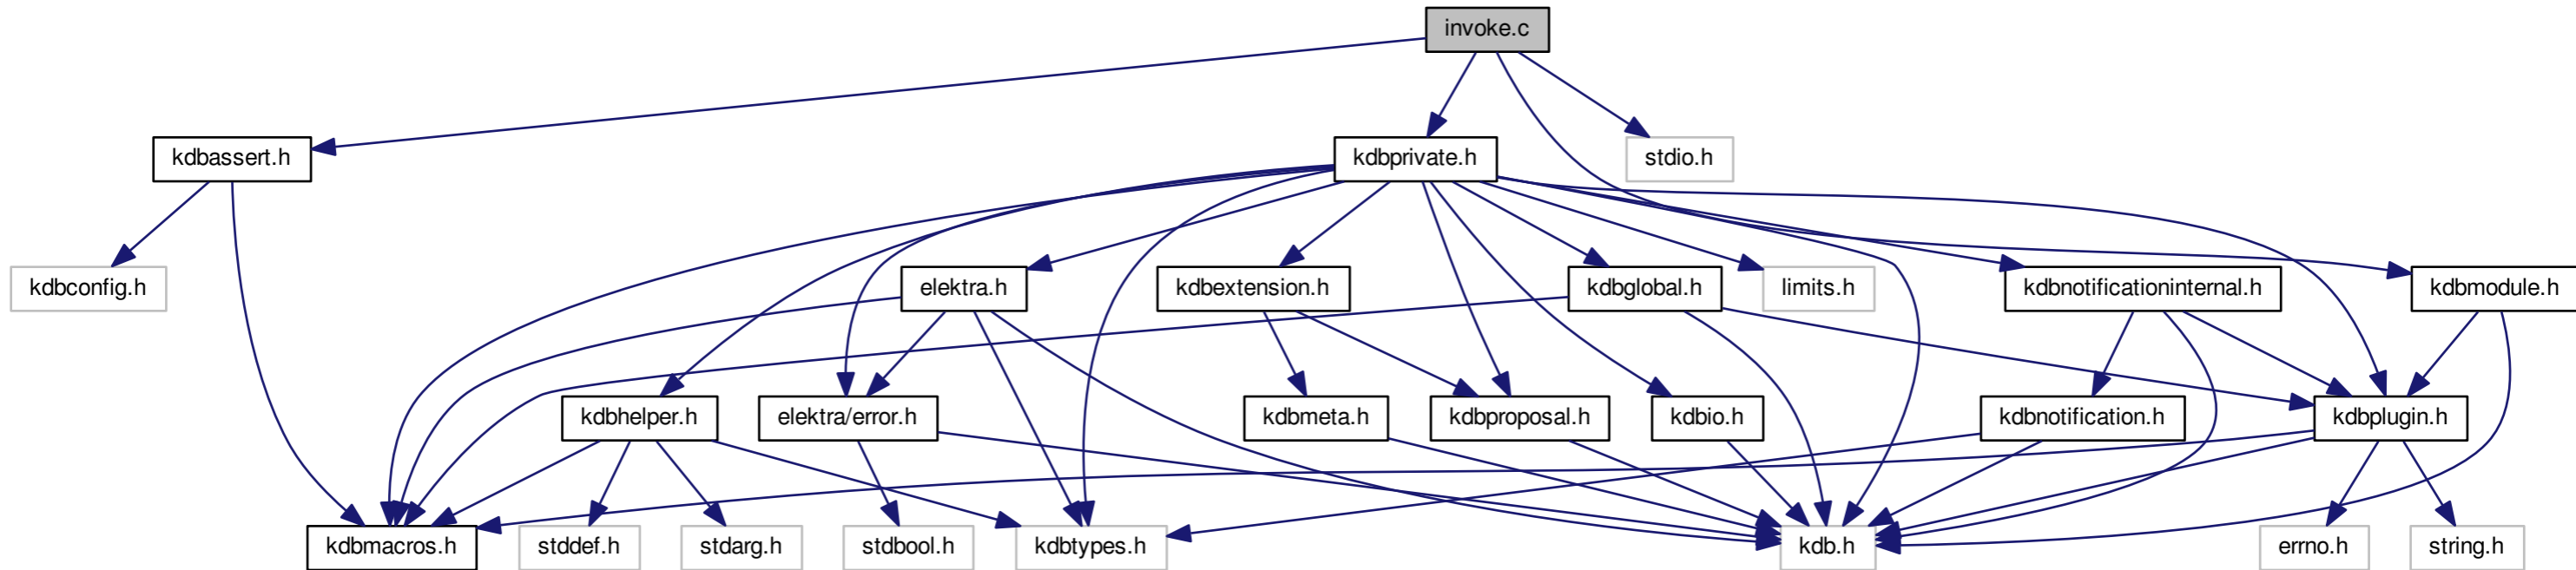 invoke.c
kdbassert.h
kdbprivate.h
stdio.h
kdbconfig.h
elektra.h
kdbextension.h
kdbglobal.h
limits.h
kdbnotificationinternal.h
kdbmodule.h
kdbhelper.h
elektra/error.h
kdbmeta.h
kdbproposal.h
kdbio.h
kdbnotification.h
kdbplugin.h
kdbmacros.h
stddef.h
stdarg.h
stdbool.h
kdbtypes.h
kdb.h
errno.h
string.h